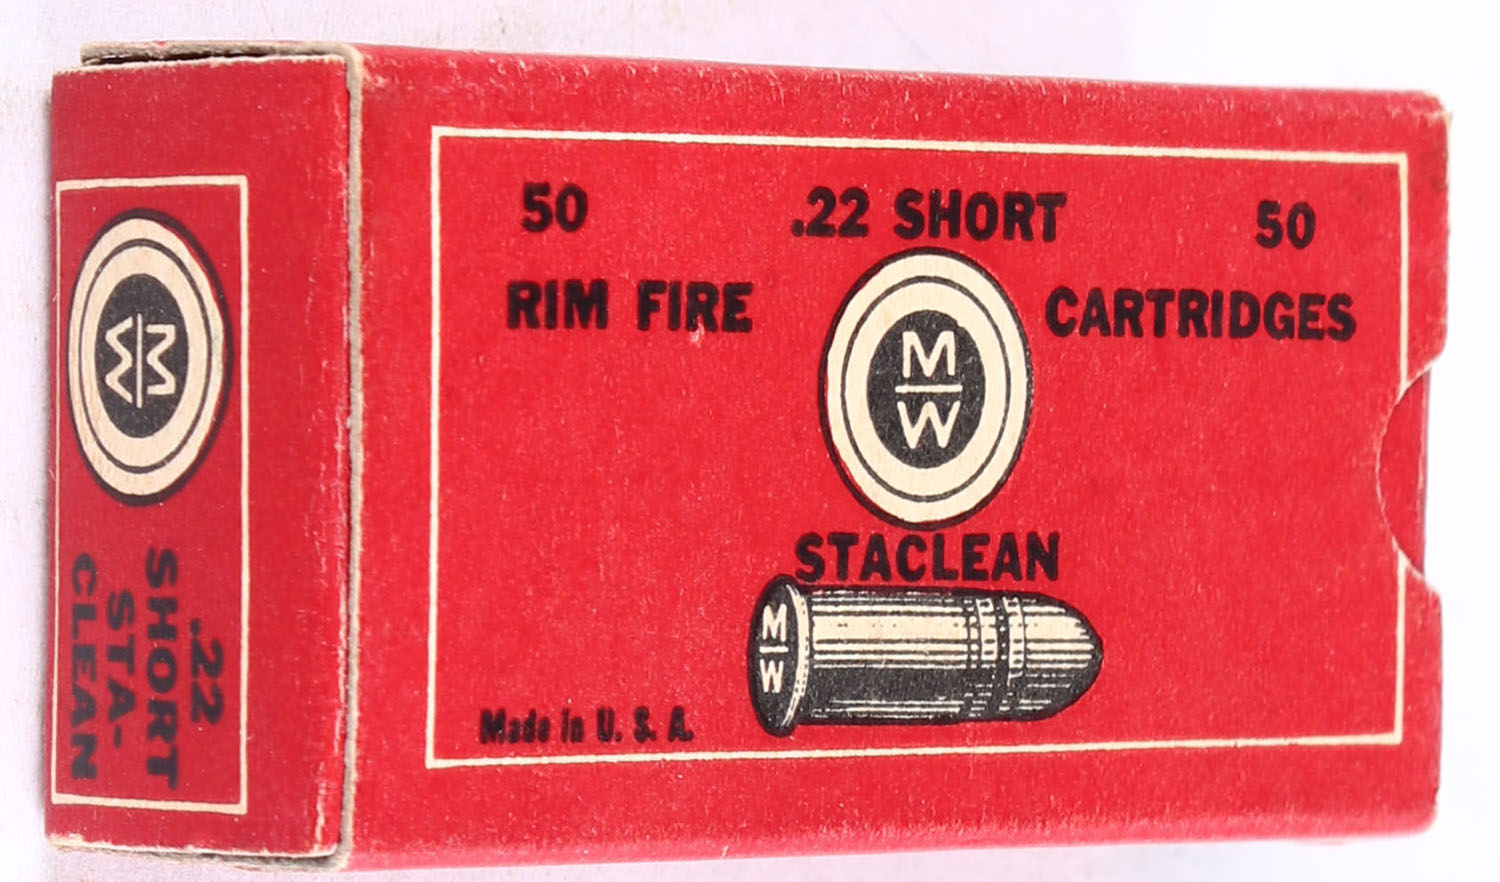 50 .22 SHORT 50
RIM FIRE CARTRIDGES
M
W
STACLEAN
M
W
Made in U. S. A.
M
W
.22
SHORT
STA-
CLEAN